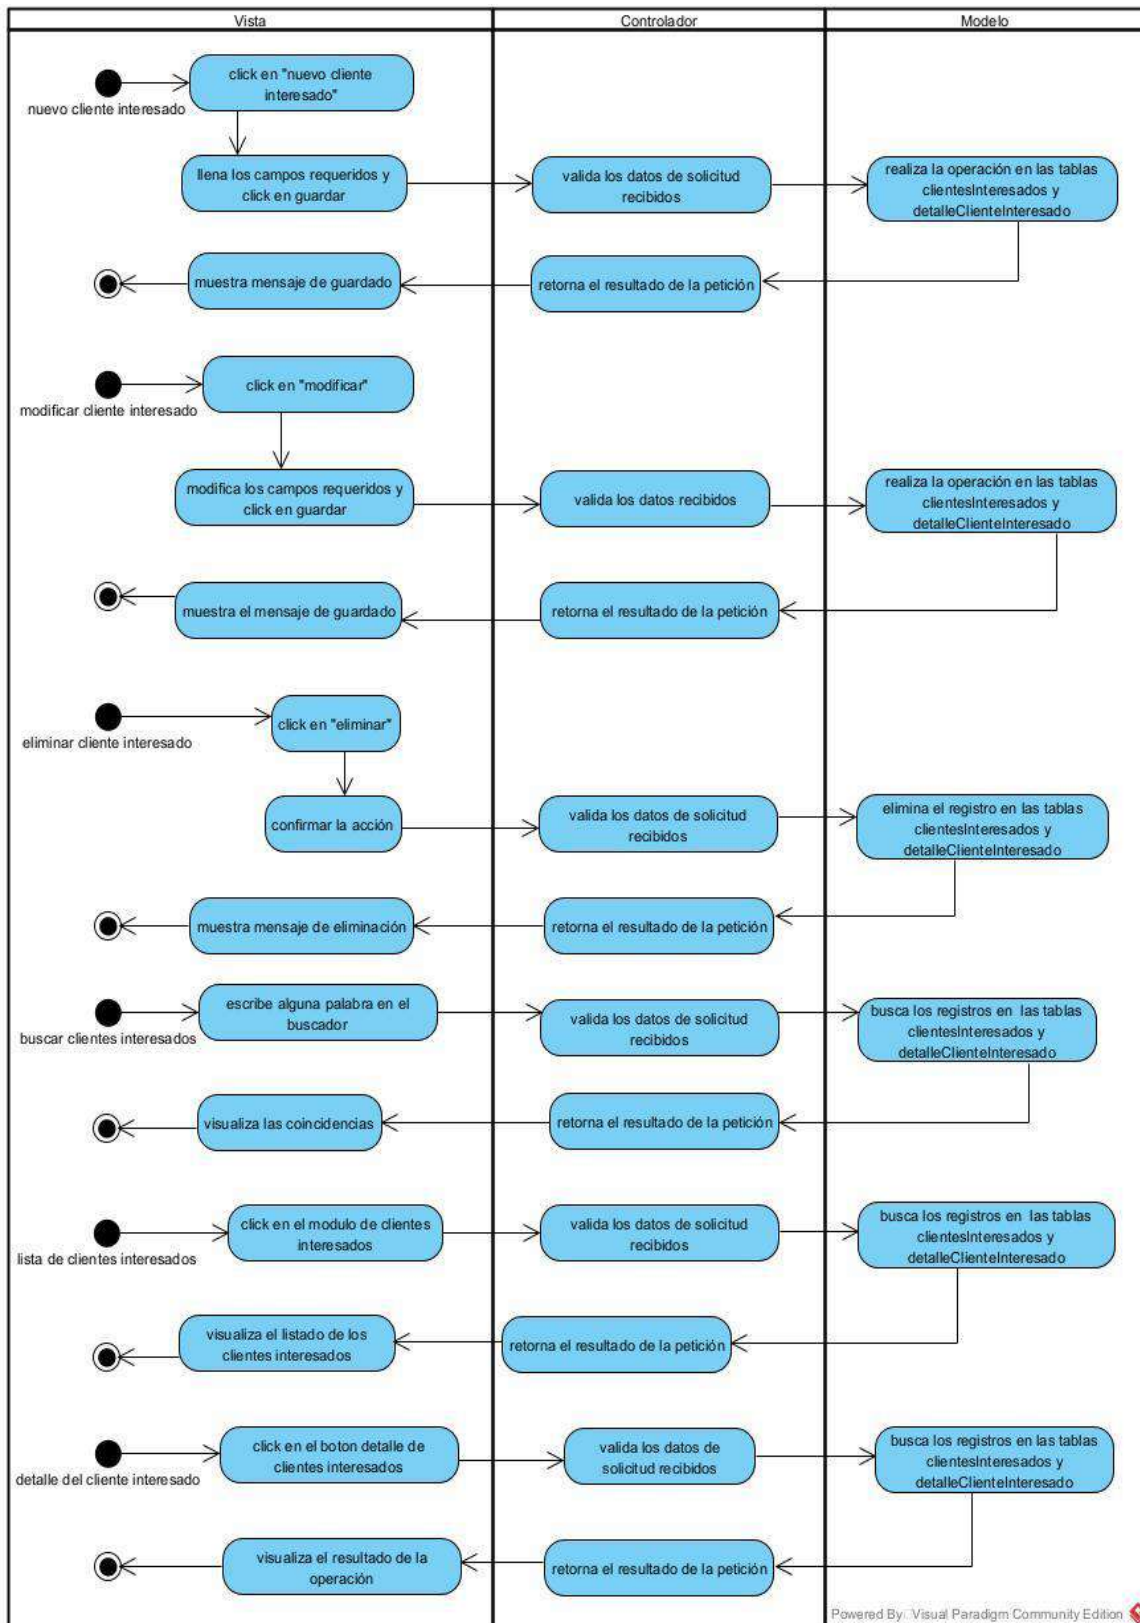 Vista
Controlador
Modelo
click en "nuevo cliente
interesado"
nuevo cliente interesado
llena los campos requeridos y
click en guardar
valida los datos de solicitud
recibidos
realiza la operación en las tablas
clientesInteresados y
detalleClienteInteresado
muestra mensaje de guardado
retorna el resultado de la petición
click en "modificar"
modificar cliente interesado
modifica los campos requeridos y
click en guardar
valida los datos recibidos
realiza la operación en las tablas
clientesInteresados y
detalleClienteInteresado
muestra el mensaje de guardado
retorna el resultado de la petición
click en "eliminar"
eliminar cliente interesado
confirmar la acción
valida los datos de solicitud
recibidos
elimina el registro en las tablas
clientesInteresados y
detalleClienteInteresado
muestra mensaje de eliminación
retorna el resultado de la petición
escribe alguna palabra en el
buscador
buscar clientes interesados
valida los datos de solicitud
recibidos
busca los registros en las tablas
clientesInteresados y
detalleClienteInteresado
visualiza las coincidencias
retorna el resultado de la petición
click en el modulo de clientes
interesados
lista de clientes interesados
valida los datos de solicitud
recibidos
busca los registros en las tablas
clientesInteresados y
detalleClienteInteresado
visualiza el listado de los
clientes interesados
retorna el resultado de la petición
click en el boton detalle de
clientes interesados
detalle del cliente interesado
valida los datos de
solicitud recibidos
busca los registros en las tablas
clientesInteresados y
detalleClienteInteresado
visualiza el resultado de la
operación
retorna el resultado de la petición
Powered By: Visual Paradigm Community Edition